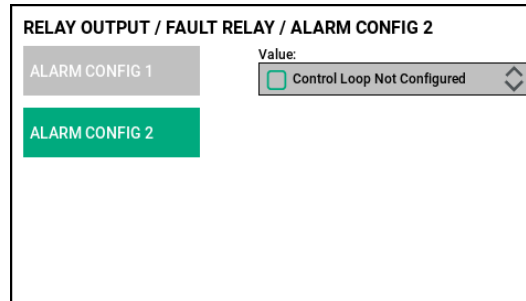 RELAY OUTPUT / FAULT RELAY / ALARM CONFIG 2
ALARM CONFIG 1
Value:
Control Loop Not Configured
ALARM CONFIG 2